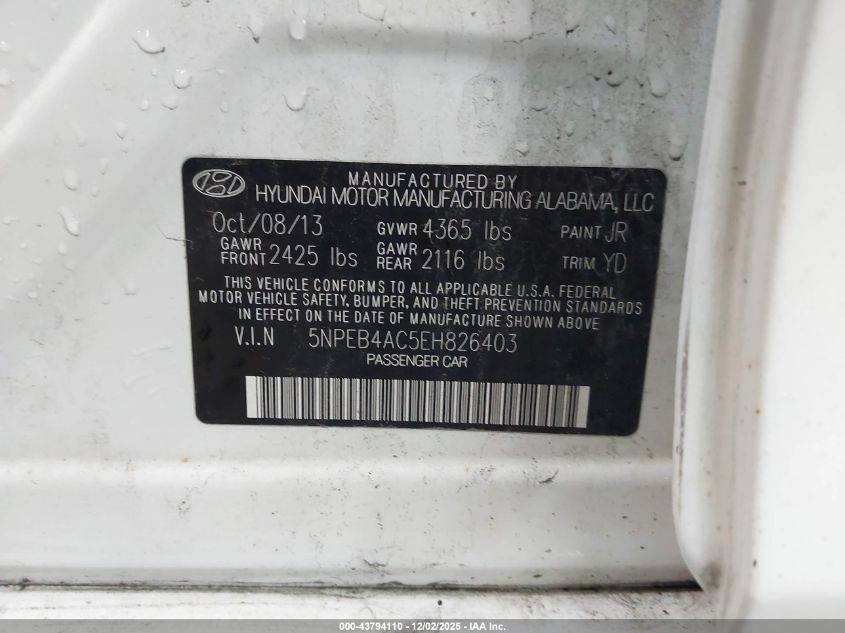 MANUFACTURED BY
HYUNDAI MOTOR MANUFACTURING ALABAMA, LLC
Oct/08/13 GVWR 4365 lbs PAINT JR
GAWR FRONT 2425 lbs GAWR REAR 2116 lbs TRIM YD
THIS VEHICLE CONFORMS TO ALL APPLICABLE U.S.A. FEDERAL
MOTOR VEHICLE SAFETY, BUMPER, AND THEFT PREVENTION STANDARDS
IN EFFECT ON THE DATE OF MANUFACTURE SHOWN ABOVE
V.I.N 5NPEB4AC5EH826403
PASSENGER CAR
000-43794110 - 12/02/2025 - IAA Inc.